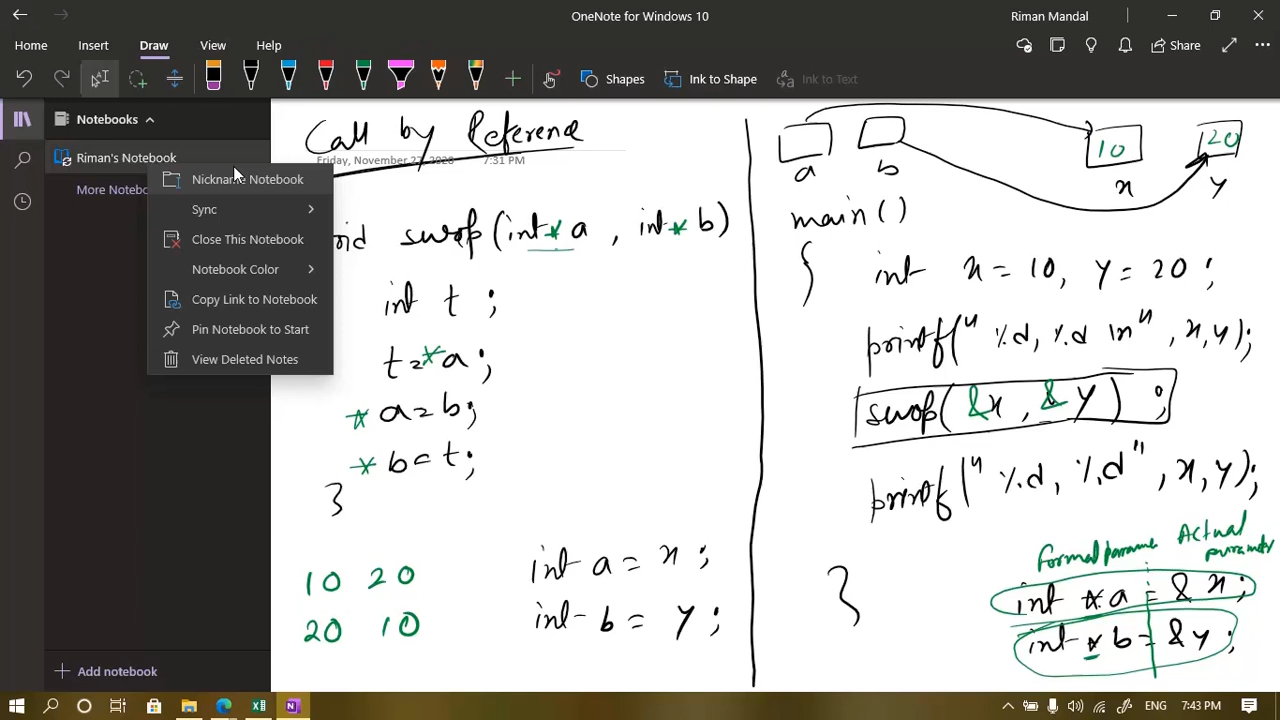 OneNote for Windows 10
Riman Mandal
Home Insert Draw View Help
Share
Shapes Ink to Shape Ink to Text
Notebooks
Riman's Notebook
More Notebo
Nickname Notebook
Sync
Close This Notebook
Notebook Color
Copy Link to Notebook
Pin Notebook to Start
View Deleted Notes
Add notebook
Call by Reference
Friday, November 27, 2020 7:31 PM
oid swap(int* a , int* b)
int t ;
t=*a;
* a=b;
* b=t;
}
10 20
20 10
int a = x ;
int b = y ;
10 20
a b x y
main()
{
int x=10, y=20 ;
printf(" %d, %d \n" , x,y);
swap( &x , &y ) ;
printf(" %d, %d" , x,y);
}
Formal parame Actual
int *a = &x;
int *b = &y;
ENG 7:43 PM